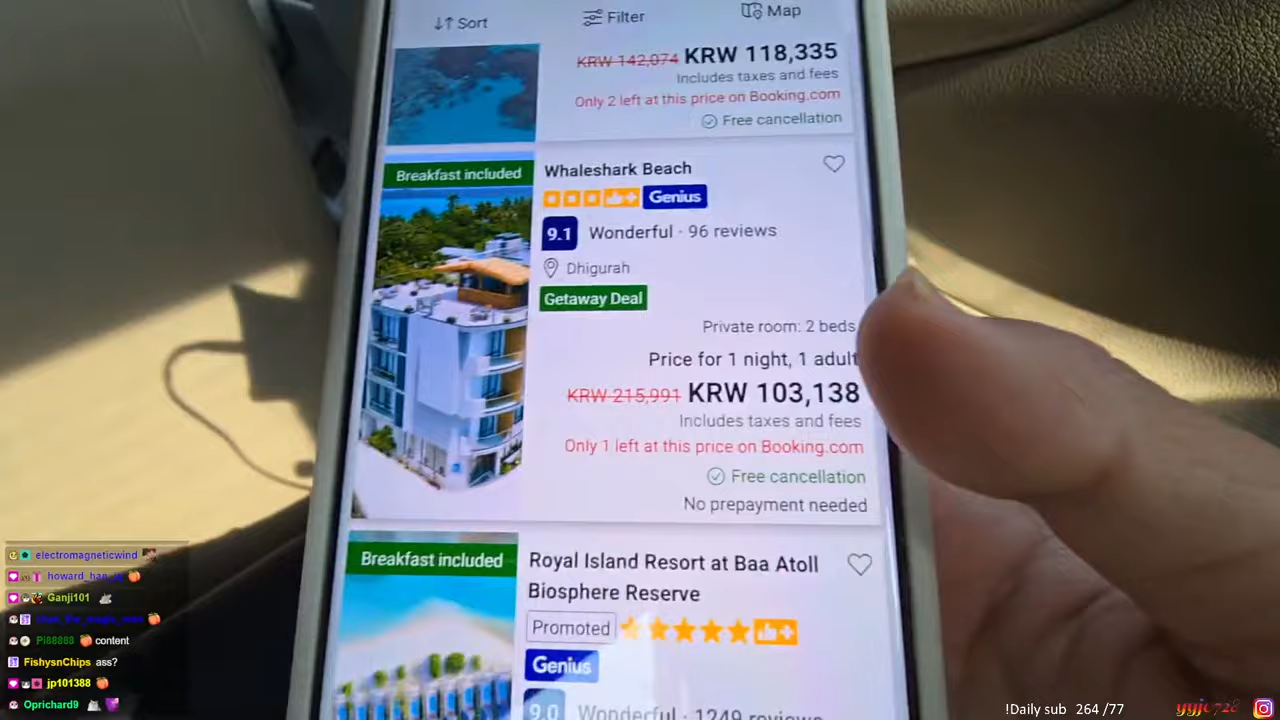 Sort
Filter
Map
KRW 142,074 KRW 118,335
Includes taxes and fees
Only 2 left at this price on Booking.com
Free cancellation
Breakfast included
Whaleshark Beach
Genius
9.1 Wonderful · 96 reviews
Dhigurah
Getaway Deal
Private room: 2 beds
Price for 1 night, 1 adult
KRW 215,991 KRW 103,138
Includes taxes and fees
Only 1 left at this price on Booking.com
Free cancellation
No prepayment needed
Breakfast included
Royal Island Resort at Baa Atoll
Biosphere Reserve
Promoted
Genius
9.0 Wonderful · 1249 reviews
electromagneticwind
Ganji101
Pi88888 content
FishysnChips ass?
jp101388
Oprichard9
!Daily sub 264 /77
yyjc728